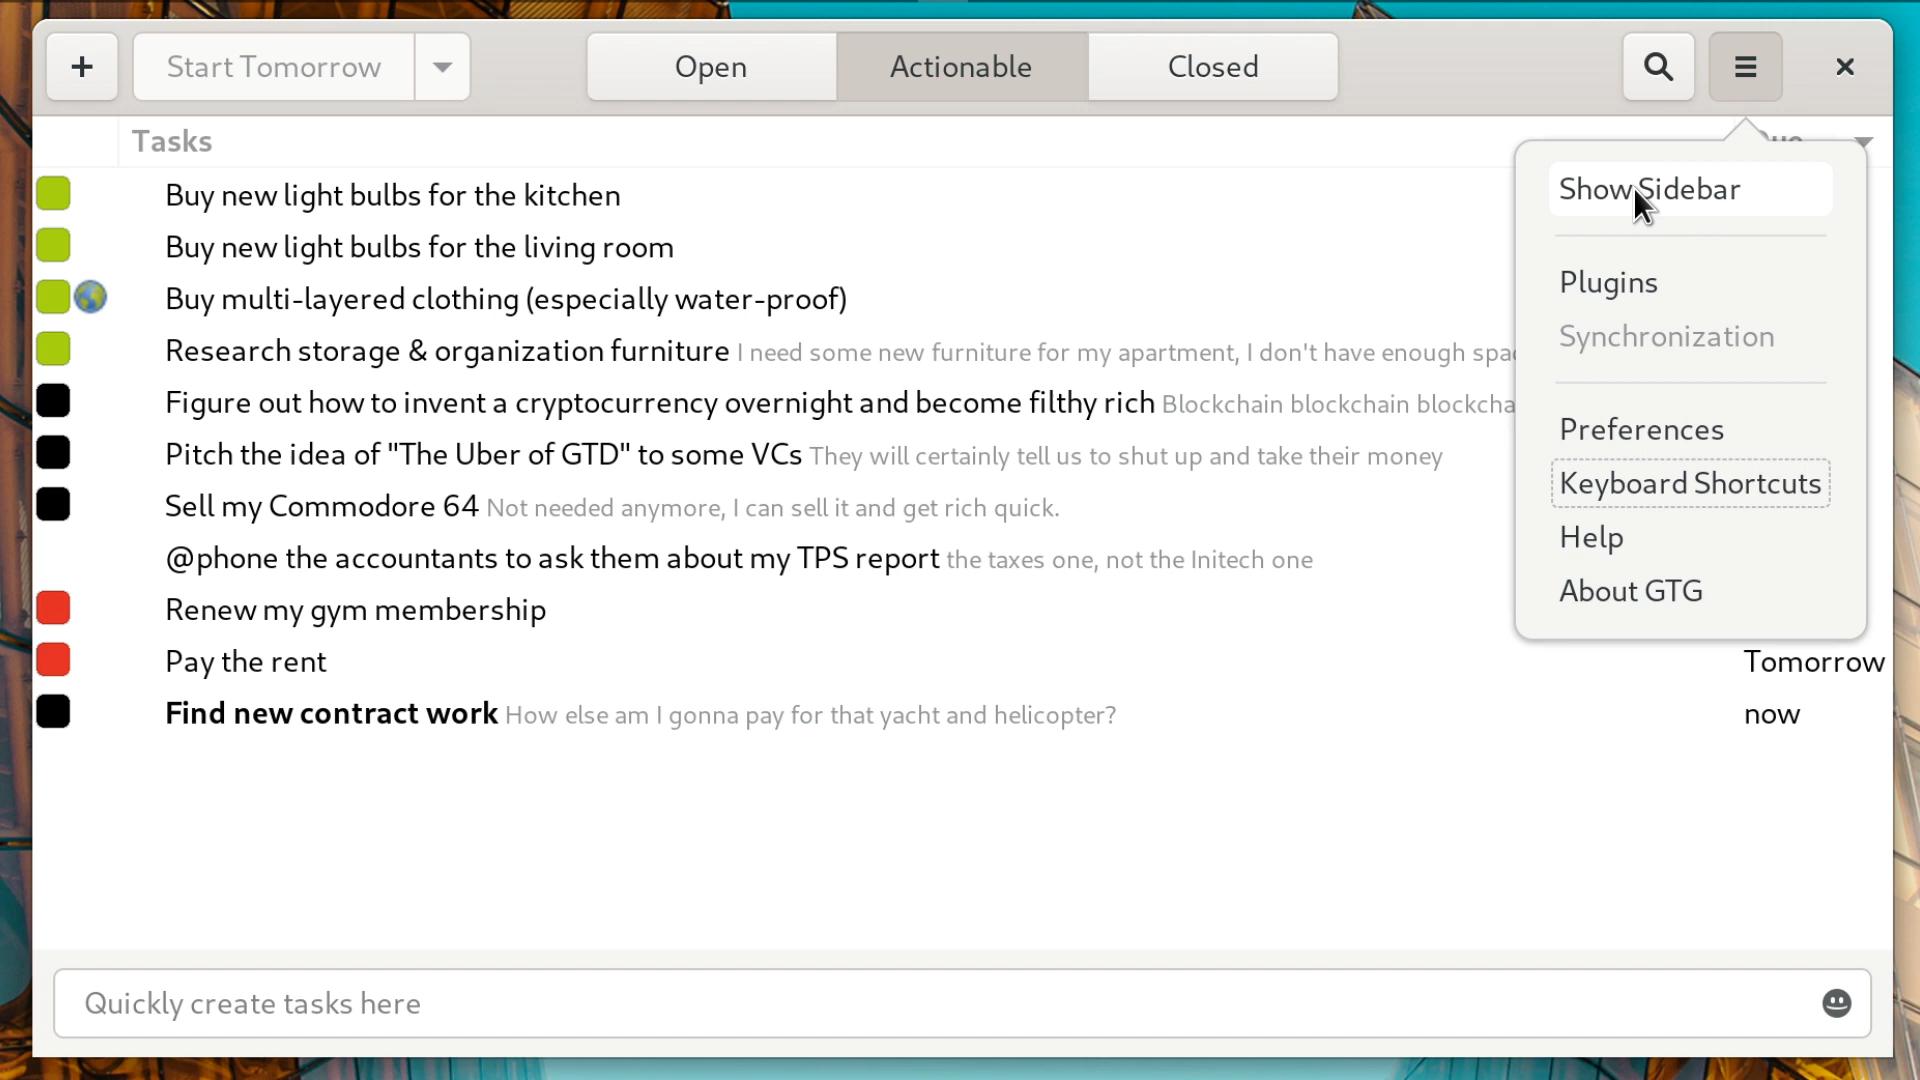 Start Tomorrow
Open
Actionable
Closed
Tasks
Buy new light bulbs for the kitchen
Buy new light bulbs for the living room
Buy multi-layered clothing (especially water-proof)
Research storage & organization furniture I need some new furniture for my apartment, I don't have enough
Figure out how to invent a cryptocurrency overnight and become filthy rich Blockchain blockchain
Pitch the idea of "The Uber of GTD" to some VCs They will certainly tell us to shut up and take their money
Sell my Commodore 64 Not needed anymore, I can sell it and get rich quick.
@phone the accountants to ask them about my TPS report the taxes one, not the Initech one
Renew my gym membership
Pay the rent Tomorrow
Find new contract work How else am I gonna pay for that yacht and helicopter? now
Show Sidebar
Plugins
Synchronization
Preferences
Keyboard Shortcuts
Help
About GTG
Quickly create tasks here